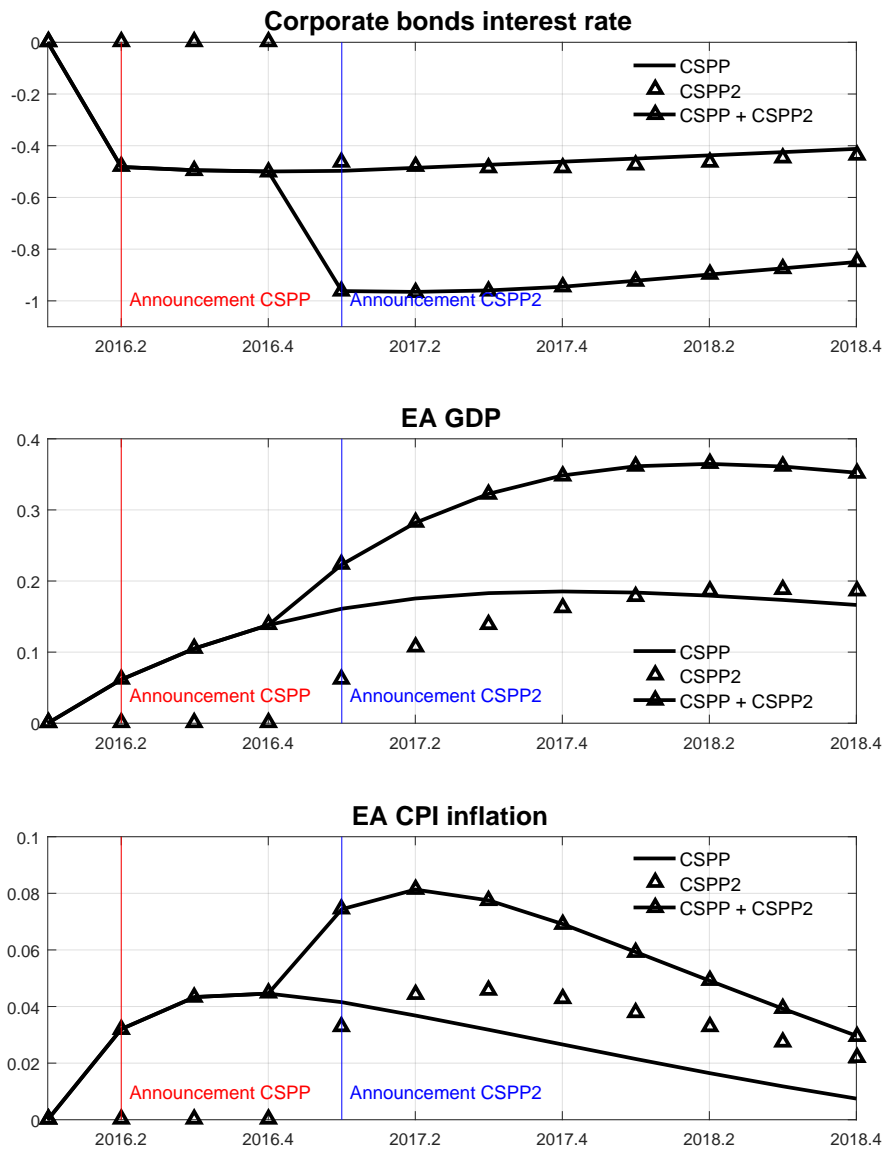 Corporate bonds interest rate
0
-0.2
-0.4
-0.6
-0.8
-1
CSPP
CSPP2
CSPP + CSPP2
Announcement CSPP
Announcement CSPP2
2016.2
2016.4
2017.2
2017.4
2018.2
2018.4
EA GDP
0.4
0.3
0.2
0.1
0
CSPP
CSPP2
CSPP + CSPP2
Announcement CSPP
Announcement CSPP2
2016.2
2016.4
2017.2
2017.4
2018.2
2018.4
EA CPI inflation
0.1
0.08
0.06
0.04
0.02
0
CSPP
CSPP2
CSPP + CSPP2
Announcement CSPP
Announcement CSPP2
2016.2
2016.4
2017.2
2017.4
2018.2
2018.4